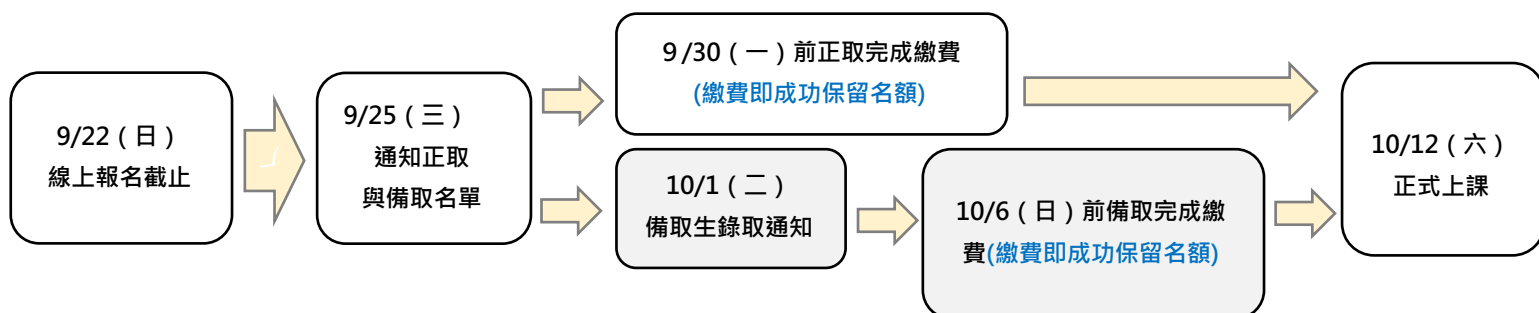 9/22（日）
線上報名截止
9/25（三）
通知正取
與備取名單
9/30（一）前正取完成繳費
(繳費即成功保留名額)
10/1（二）
備取生錄取通知
10/6（日）前備取完成繳
費(繳費即成功保留名額)
10/12（六）
正式上課